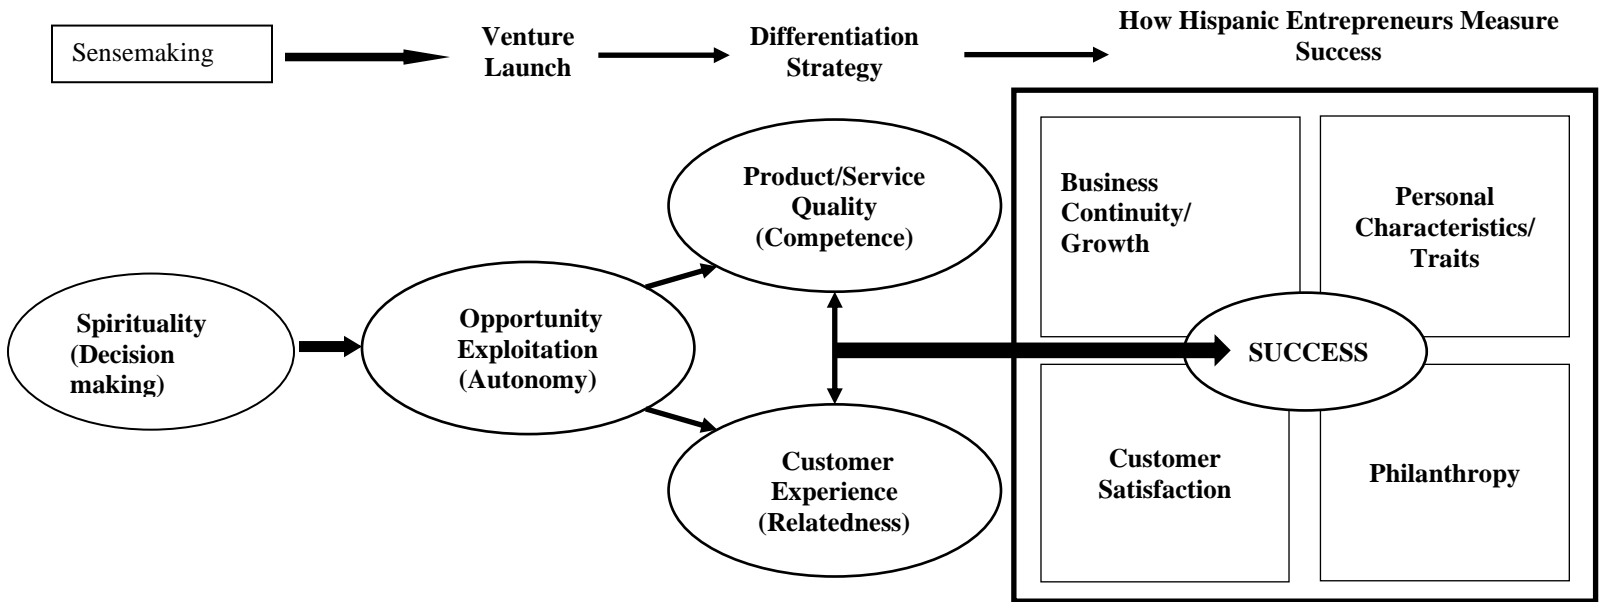 Sensemaking
Venture
Launch
Differentiation
Strategy
How Hispanic Entrepreneurs Measure
Success
Spirituality
(Decision
making)
Opportunity
Exploitation
(Autonomy)
Product/Service
Quality
(Competence)
Customer
Experience
(Relatedness)
Business
Continuity/
Growth
Personal
Characteristics/
Traits
SUCCESS
Customer
Satisfaction
Philanthropy